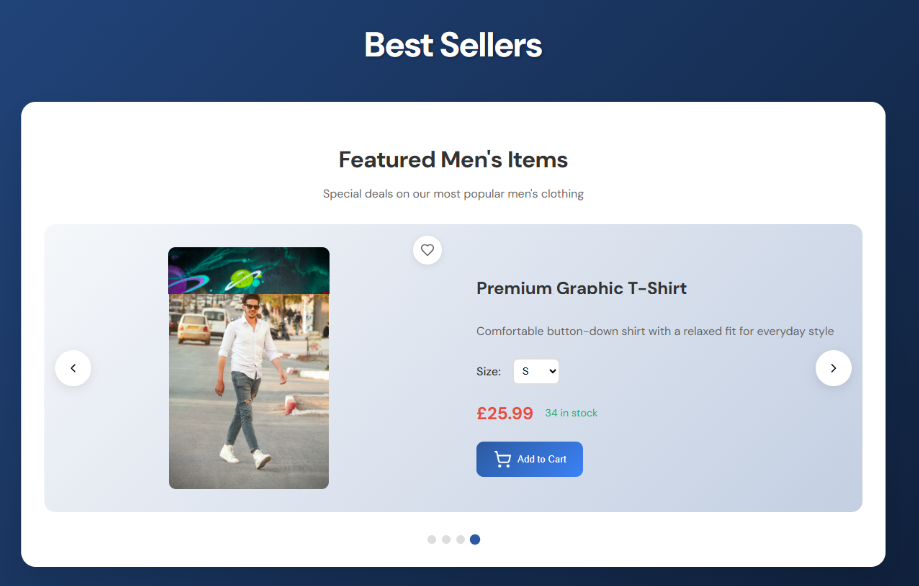 Best Sellers
Featured Men's Items
Special deals on our most popular men's clothing
Premium Graphic T-Shirt
Comfortable button-down shirt with a relaxed fit for everyday style
Size: S
£25.99 34 in stock
Add to Cart